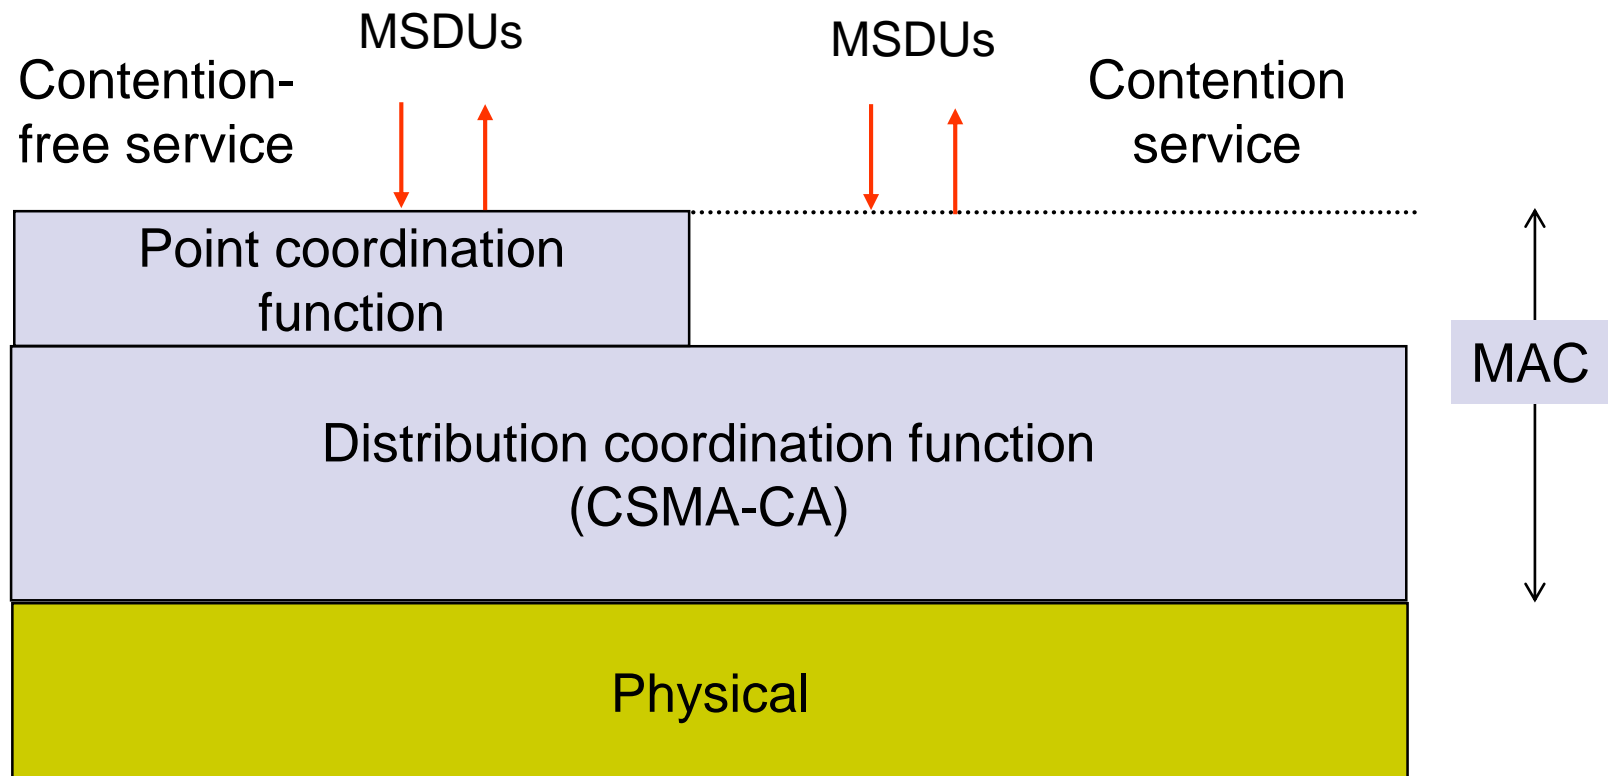 MSDUs
MSDUs
Contention-
free service
Contention
service
Point coordination
function
MAC
Distribution coordination function
(CSMA-CA)
Physical